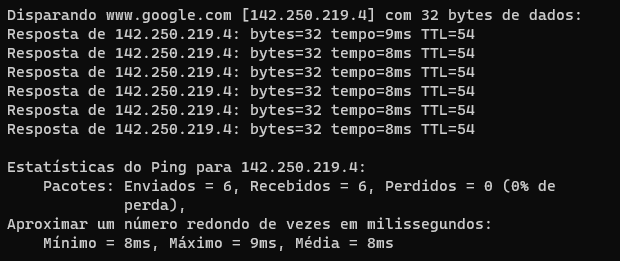 Disparando www.google.com [142.250.219.4] com 32 bytes de dados:
Resposta de 142.250.219.4: bytes=32 tempo=9ms TTL=54
Resposta de 142.250.219.4: bytes=32 tempo=8ms TTL=54
Resposta de 142.250.219.4: bytes=32 tempo=8ms TTL=54
Resposta de 142.250.219.4: bytes=32 tempo=8ms TTL=54
Resposta de 142.250.219.4: bytes=32 tempo=8ms TTL=54
Resposta de 142.250.219.4: bytes=32 tempo=8ms TTL=54

Estatísticas do Ping para 142.250.219.4:
    Pacotes: Enviados = 6, Recebidos = 6, Perdidos = 0 (0% de
             perda),
Aproximar um número redondo de vezes em milissegundos:
    Mínimo = 8ms, Máximo = 9ms, Média = 8ms